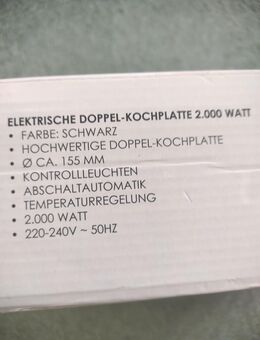 ELEKTRISCHE DOPPEL-KOCHPLATTE 2.000 WATT
• FARBE: SCHWARZ
• HOCHWERTIGE DOPPEL-KOCHPLATTE
• Ø CA. 155 MM
• KONTROLLLEUCHTEN
• ABSCHALTAUTOMATIK
• TEMPERATURREGELUNG
• 2.000 WATT
• 220-240V ~ 50HZ